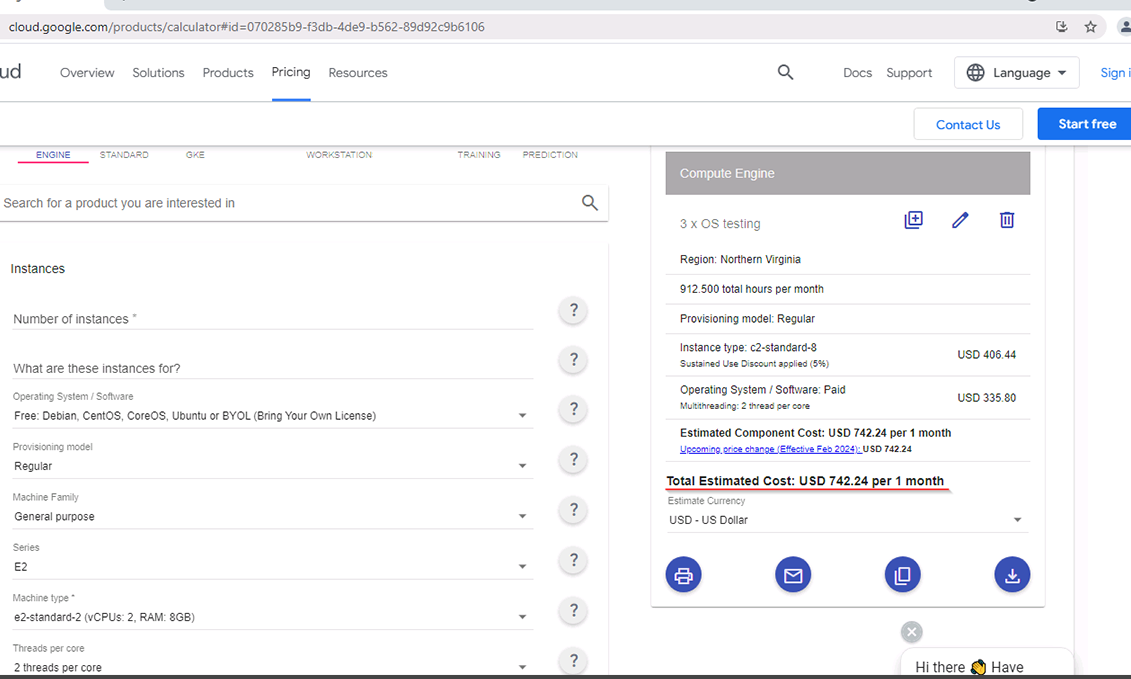 cloud.google.com/products/calculator#id=070285b9-f3db-4de9-b562-89d92c9b6106
ud Overview Solutions Products Pricing Resources Docs Support Language Sign i
Contact Us Start free
ENGINE STANDARD GKE WORKSTATION TRAINING PREDICTION
Search for a product you are interested in
Instances
Number of instances *
?
What are these instances for?
?
Operating System / Software
Free: Debian, CentOS, CoreOS, Ubuntu or BYOL (Bring Your Own License)
?
Provisioning model
Regular
?
Machine Family
General purpose
?
Series
E2
?
Machine type *
e2-standard-2 (vCPUs: 2, RAM: 8GB)
?
Threads per core
2 threads per core
?
Compute Engine
3 x OS testing
Region: Northern Virginia
912.500 total hours per month
Provisioning model: Regular
Instance type: c2-standard-8
Sustained Use Discount applied (5%)
USD 406.44
Operating System / Software: Paid
Multithreading: 2 thread per core
USD 335.80
Estimated Component Cost: USD 742.24 per 1 month
Upcoming price change (Effective Feb 2024): USD 742.24
Total Estimated Cost: USD 742.24 per 1 month
Estimate Currency
USD - US Dollar
Hi there 👋 Have